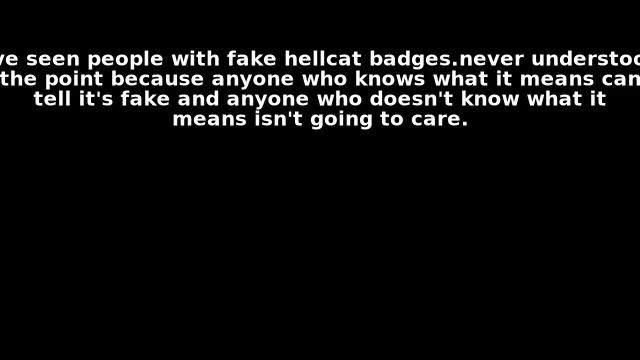 ve seen people with fake hellcat badges.never understoo
the point because anyone who knows what it means can
tell it's fake and anyone who doesn't know what it
means isn't going to care.